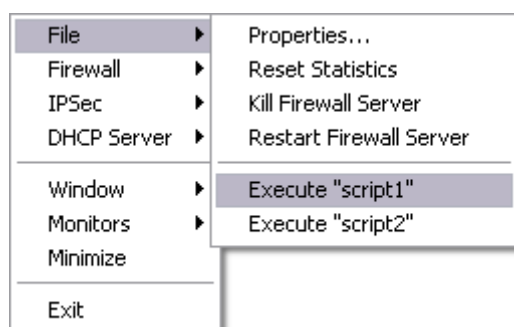 File
Firewall
IPSec
DHCP Server
Window
Monitors
Minimize
Exit
Properties...
Reset Statistics
Kill Firewall Server
Restart Firewall Server
Execute "script1"
Execute "script2"